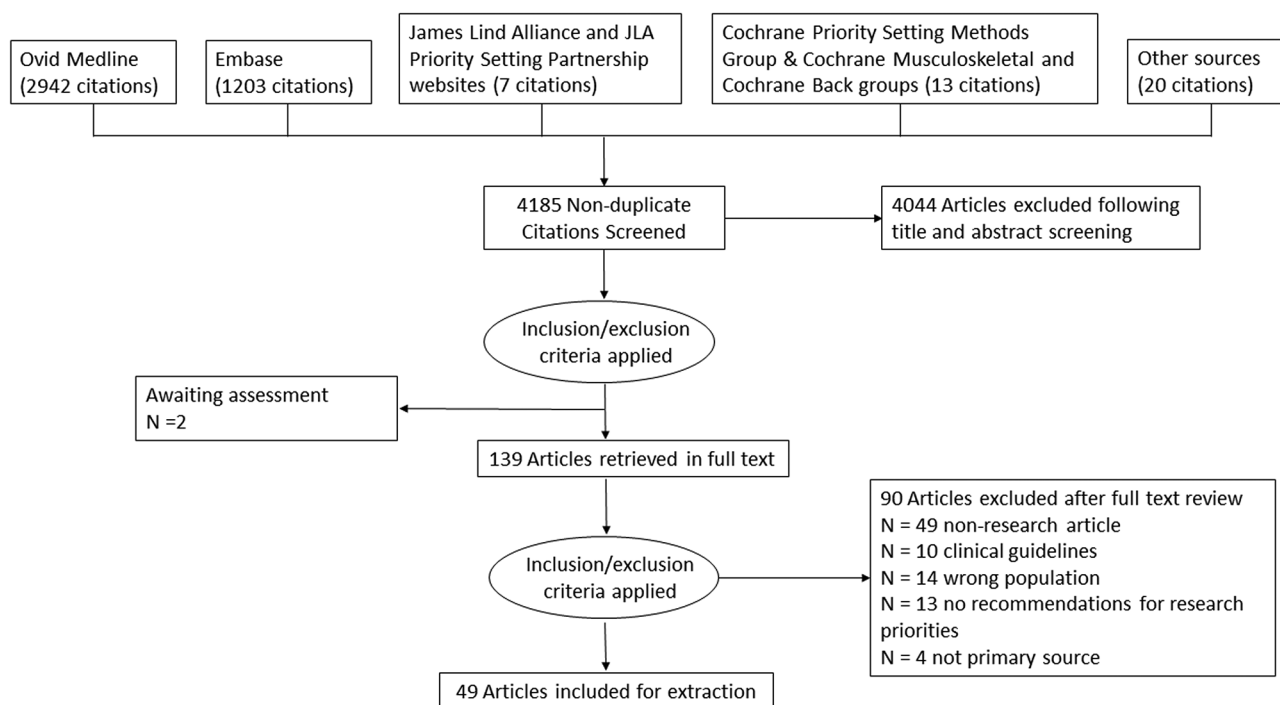 Ovid Medline
(2942 citations)
Embase
(1203 citations)
James Lind Alliance and JLA
Priority Setting Partnership
websites (7 citations)
Cochrane Priority Setting Methods
Group & Cochrane Musculoskeletal and
Cochrane Back groups (13 citations)
Other sources
(20 citations)
4185 Non-duplicate
Citations Screened
4044 Articles excluded following
title and abstract screening
Inclusion/exclusion
criteria applied
Awaiting assessment
N =2
139 Articles retrieved in full text
90 Articles excluded after full text review
N = 49 non-research article
N = 10 clinical guidelines
N = 14 wrong population
N = 13 no recommendations for research
priorities
N = 4 not primary source
Inclusion/exclusion
criteria applied
49 Articles included for extraction